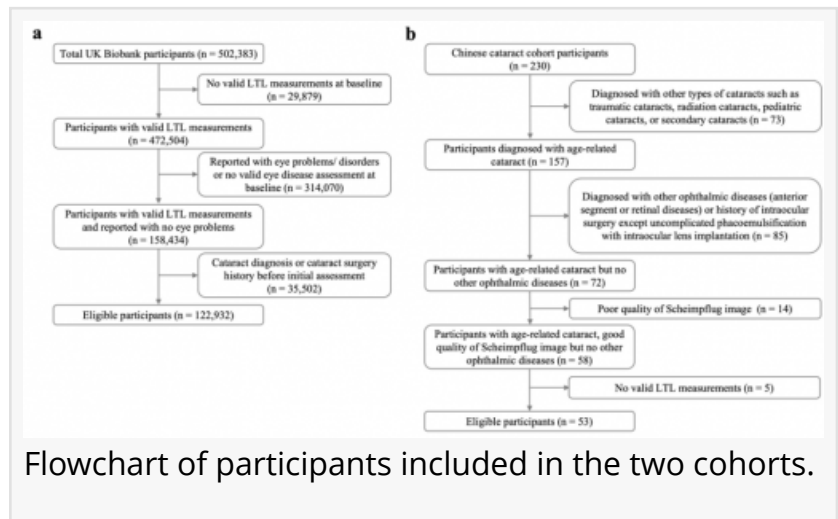 a
Total UK Biobank participants (n = 502,383)
No valid LTL measurements at baseline
(n = 29,879)
Participants with valid LTL measurements
(n = 472,504)
Reported with eye problems/ disorders
or no valid eye disease assessment at
baseline (n = 314,070)
Participants with valid LTL measurements
and reported with no eye problems
(n = 158,434)
Cataract diagnosis or cataract surgery
history before initial assessment
(n = 35,502)
Eligible participants (n = 122,932)
b
Chinese cataract cohort participants
(n = 230)
Diagnosed with other types of cataracts such as
traumatic cataracts, radiation cataracts, pediatric
cataracts, or secondary cataracts (n = 73)
Participants diagnosed with age-related
cataract (n = 157)
Diagnosed with other ophthalmic diseases (anterior
segment or retinal diseases) or history of intraocular
surgery except uncomplicated phacoemulsification
with intraocular lens implantation (n = 85)
Participants with age-related cataract but no
other ophthalmic diseases (n = 72)
Poor quality of Scheimpflug image (n = 14)
Participants with age-related cataract, good
quality of Scheimpflug image but no other
ophthalmic diseases (n = 58)
No valid LTL measurements (n = 5)
Eligible participants (n = 53)
Flowchart of participants included in the two cohorts.